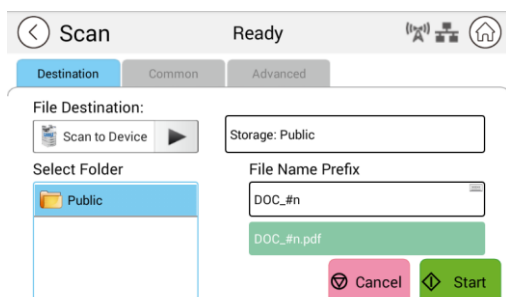 Scan Ready
Destination Common Advanced
File Destination:
Scan to Device Storage: Public
Select Folder File Name Prefix
Public DOC_#n
DOC_#n.pdf
Cancel Start